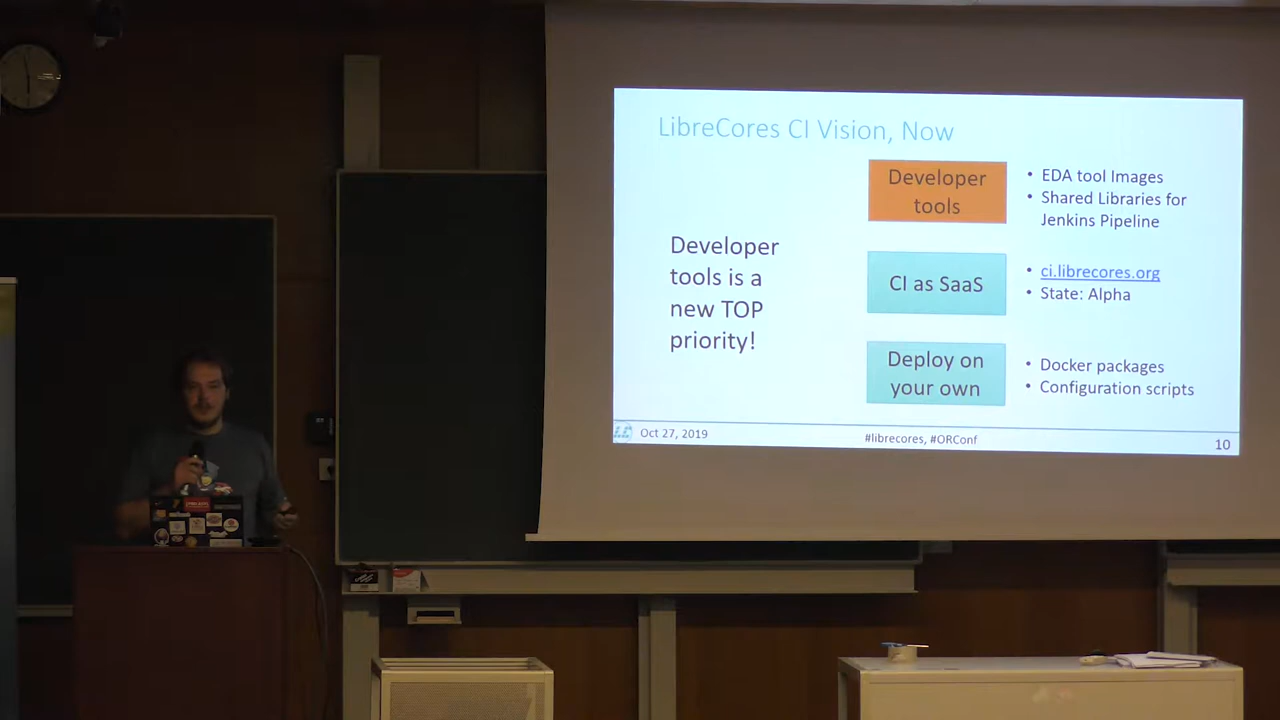 LibreCores CI Vision, Now
Developer
tools is a
new TOP
priority!
Developer
tools
• EDA tool Images
• Shared Libraries for
Jenkins Pipeline
CI as SaaS
• ci.librecores.org
• State: Alpha
Deploy on
your own
• Docker packages
• Configuration scripts
Oct 27, 2019
#librecores, #ORConf
10